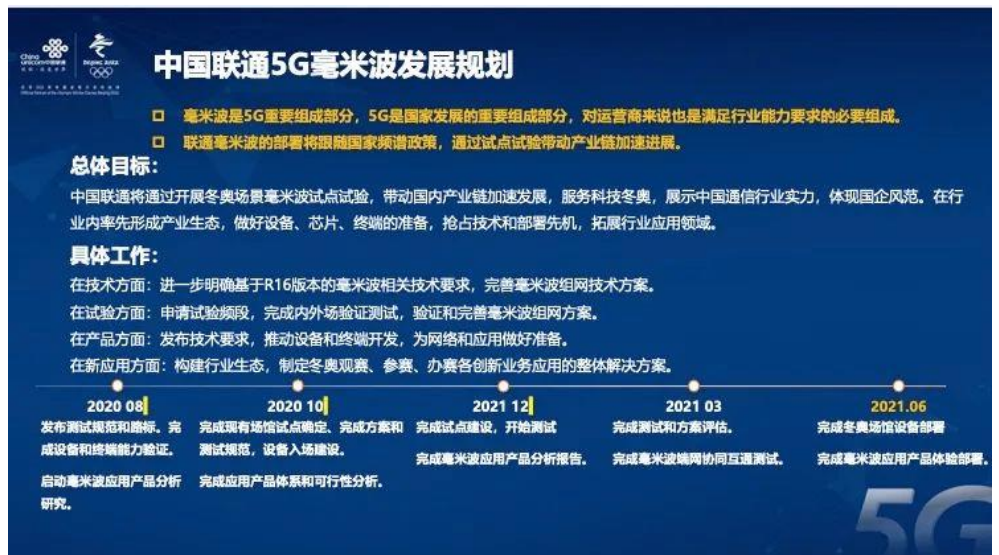 China
unicom中国联通
BEIJING 2022
中国联通5G毫米波发展规划
毫米波是5G重要组成部分，5G是国家发展的重要组成部分，对运营商来说也是满足行业能力要求的必要组成。
联通毫米波的部署将跟随国家频谱政策，通过试点试验带动产业链加速进展。
总体目标：
中国联通将通过开展冬奥场景毫米波试点试验，带动国内产业链加速发展，服务科技冬奥，展示中国通信行业实力，体现国企风范。在行
业内率先形成产业生态，做好设备、芯片、终端的准备，抢占技术和部署先机，拓展行业应用领域。
具体工作：
在技术方面：进一步明确基于R16版本的毫米波相关技术要求，完善毫米波组网技术方案。
在试验方面：申请试验频段，完成内外场验证测试，验证和完善毫米波组网方案。
在产品方面：发布技术要求，推动设备和终端开发，为网络和应用做好准备。
在新应用方面：构建行业生态，制定冬奥观赛、参赛、办赛各创新业务应用的整体解决方案。
2020 08
发布测试规范和路标。完
成设备和终端能力验证。
启动毫米波应用产品分析
研究。
2020 10
完成现有场馆试点确定、完成方案和
测试规范，设备入场建设。
完成应用产品体系和可行性分析。
2021 12
完成试点建设，开始测试
完成毫米波应用产品分析报告。
2021 03
完成测试和方案评估。
完成毫米波端网协同互通测试。
2021.06
完成冬奥场馆设备部署
完成毫米波应用产品体验部署。
5G